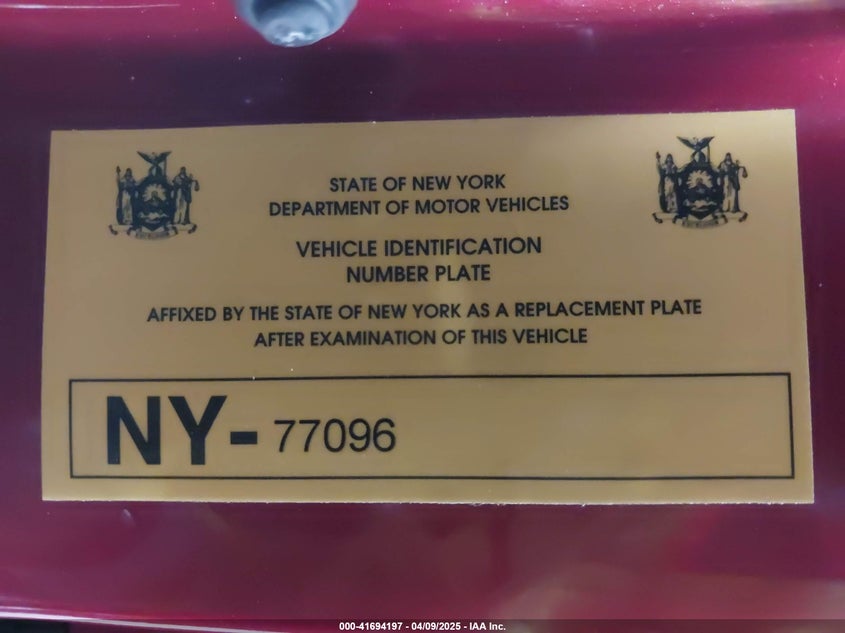 STATE OF NEW YORK
DEPARTMENT OF MOTOR VEHICLES
VEHICLE IDENTIFICATION
NUMBER PLATE
AFFIXED BY THE STATE OF NEW YORK AS A REPLACEMENT PLATE
AFTER EXAMINATION OF THIS VEHICLE
NY- 77096
000-41694197 - 04/09/2025 - IAA Inc.